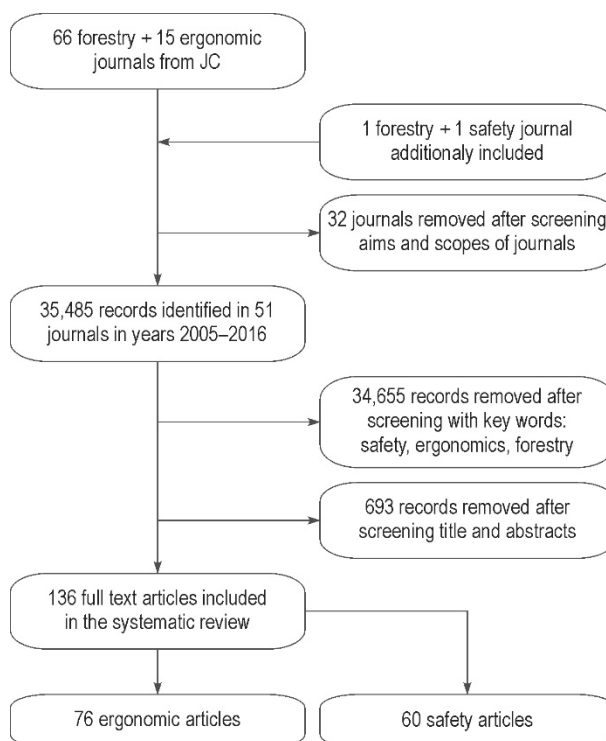 66 forestry + 15 ergonomic
journals from JC
1 forestry + 1 safety journal
additionaly included
32 journals removed after screening
aims and scopes of journals
35,485 records identified in 51
journals in years 2005–2016
34,655 records removed after
screening with key words:
safety, ergonomics, forestry
693 records removed after
screening title and abstracts
136 full text articles included
in the systematic review
76 ergonomic articles
60 safety articles